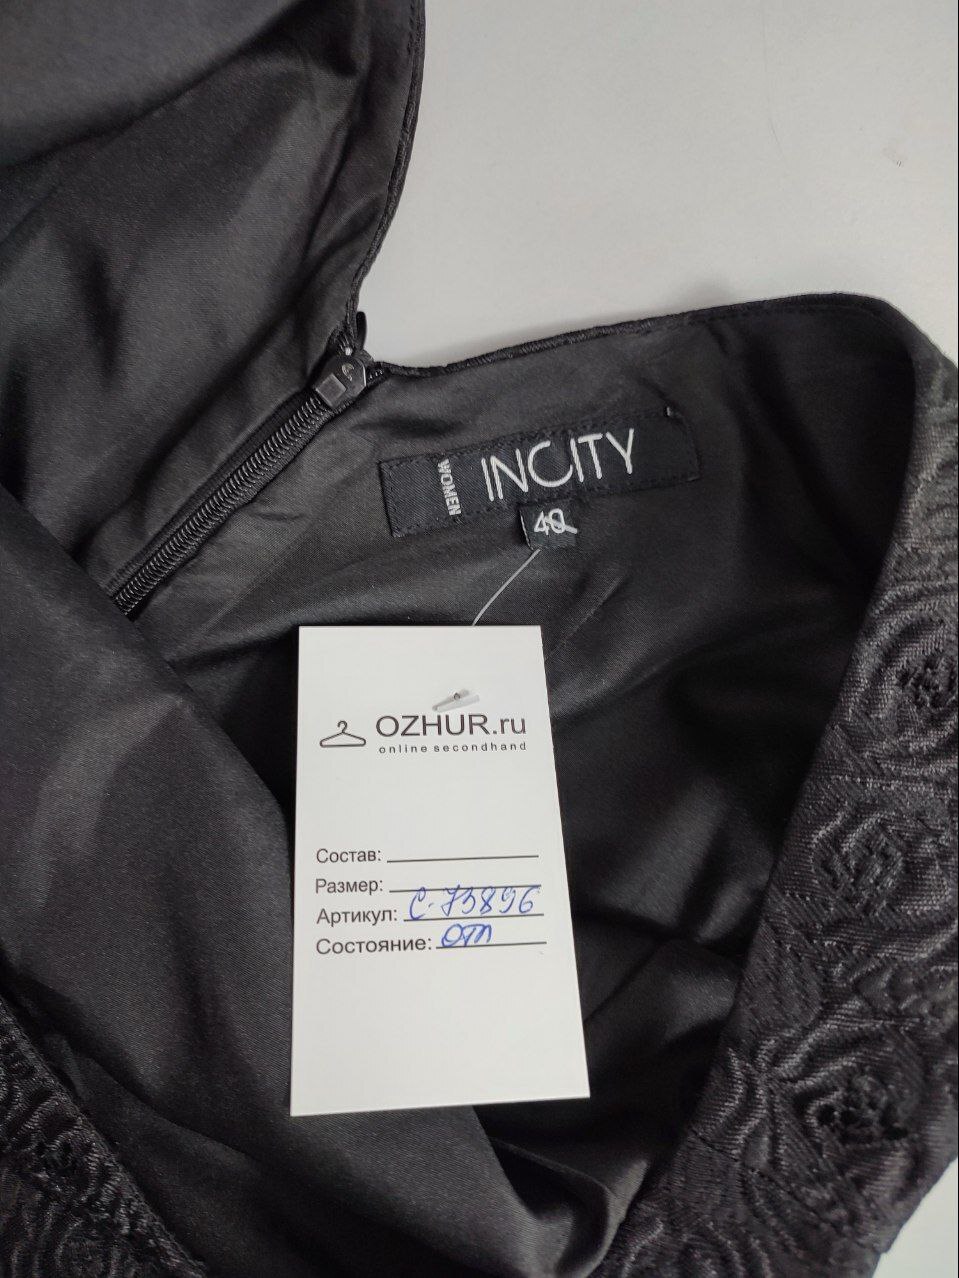 WOMEN
INCITY
40
OZHUR.ru
online secondhand
Состав:
Размер:
Артикул: С-73896
Состояние: отл